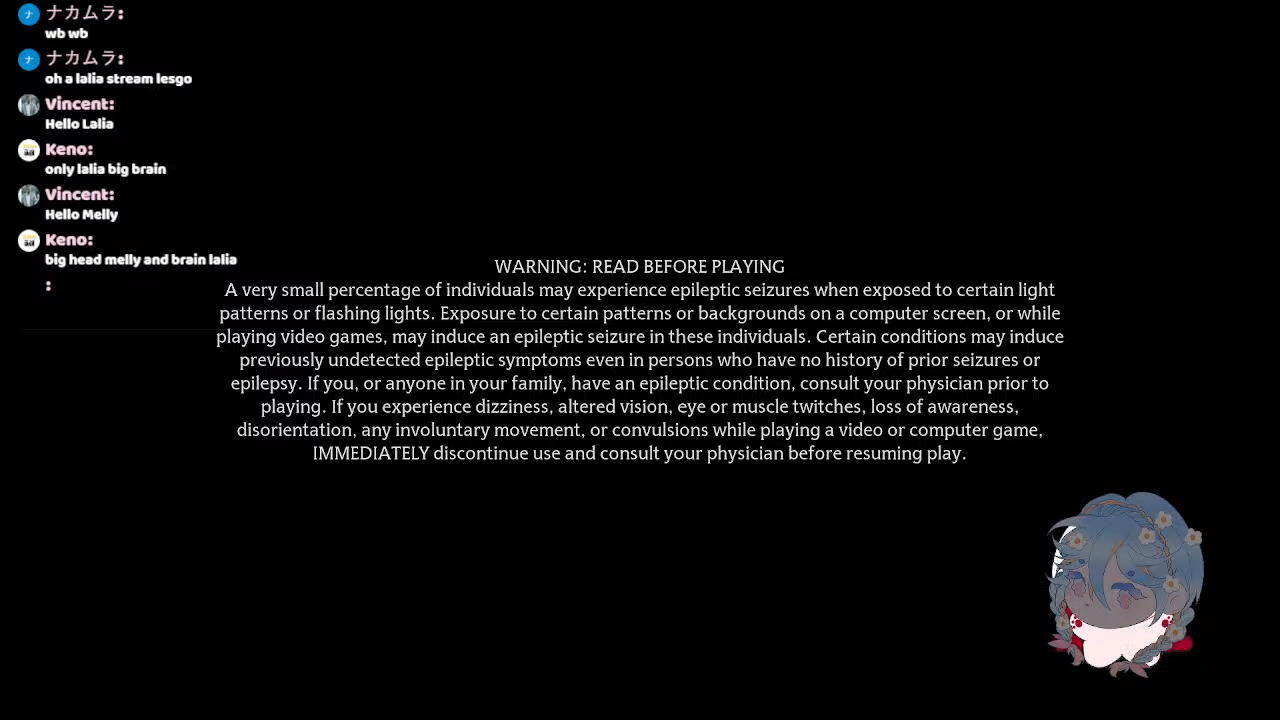 ナカムラ:
wb wb
ナカムラ:
oh a lalia stream lesgo
Vincent:
Hello Lalia
Keno:
only lalia big brain
Vincent:
Hello Melly
Keno:
big head melly and brain lalia
:
WARNING: READ BEFORE PLAYING
A very small percentage of individuals may experience epileptic seizures when exposed to certain light
patterns or flashing lights. Exposure to certain patterns or backgrounds on a computer screen, or while
playing video games, may induce an epileptic seizure in these individuals. Certain conditions may induce
previously undetected epileptic symptoms even in persons who have no history of prior seizures or
epilepsy. If you, or anyone in your family, have an epileptic condition, consult your physician prior to
playing. If you experience dizziness, altered vision, eye or muscle twitches, loss of awareness,
disorientation, any involuntary movement, or convulsions while playing a video or computer game,
IMMEDIATELY discontinue use and consult your physician before resuming play.